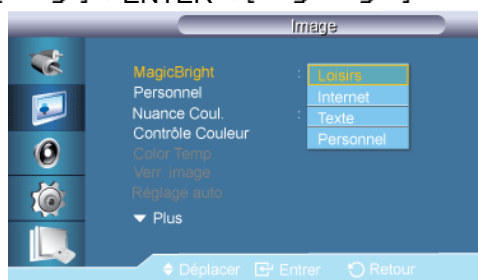 Image
MagicBright : Loisirs
Personnel Internet
Nuance Coul. : Texte
Contrôle Couleur Personnel
Color Temp.
Verr. image
Réglage auto
Plus
Déplacer Entrer Retour